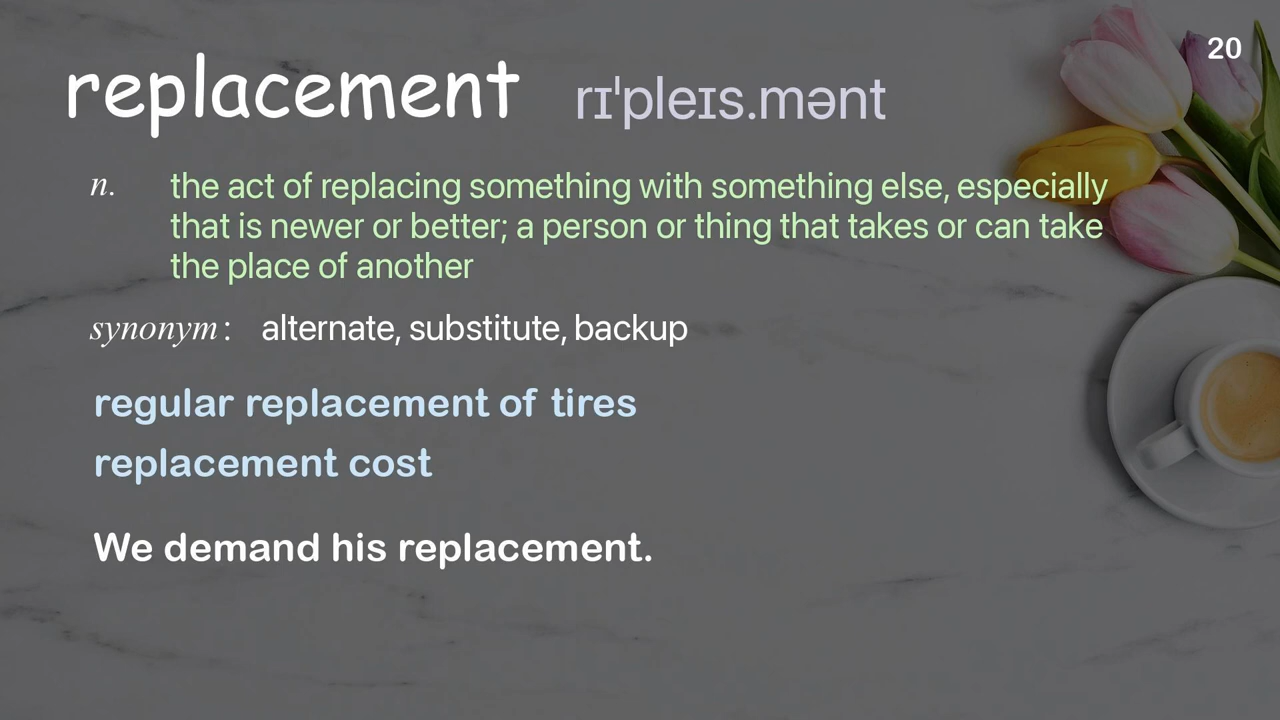 20
replacement rɪˈpleɪs.mənt
n. the act of replacing something with something else, especially
that is newer or better; a person or thing that takes or can take
the place of another
synonym: alternate, substitute, backup
regular replacement of tires
replacement cost
We demand his replacement.